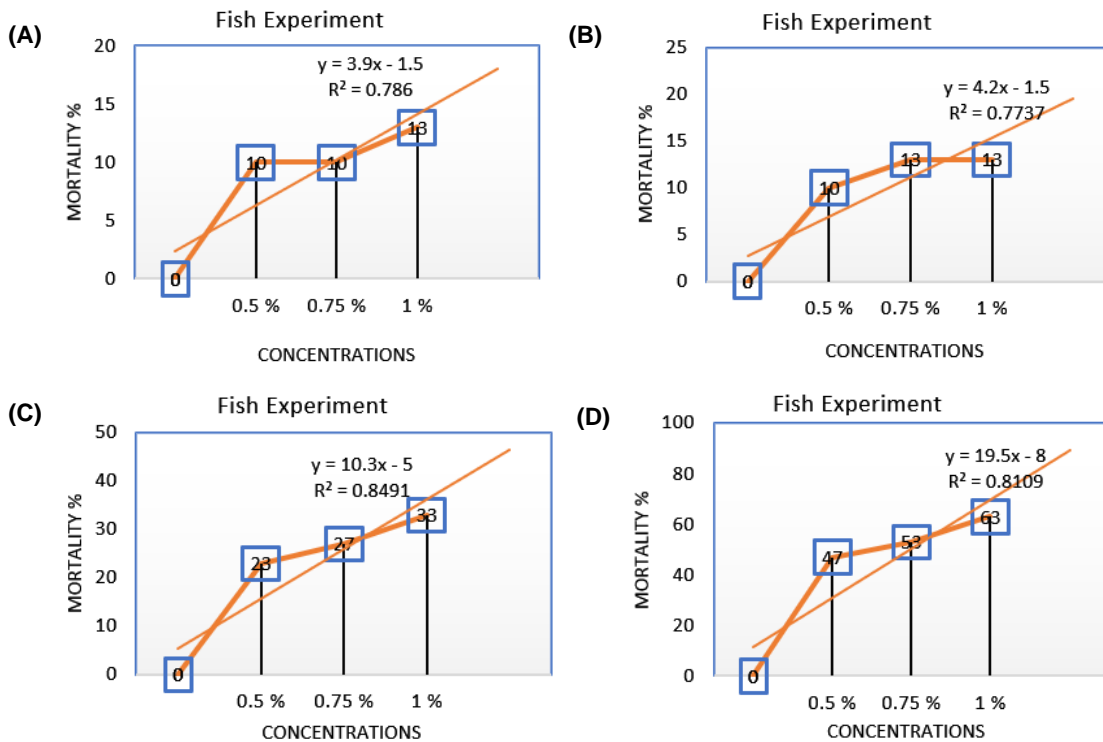 (A)
Fish Experiment
20
15
10
5
0
MORTALITY %
y = 3.9x - 1.5
R² = 0.786
0
10
10
13
0.5 %
0.75 %
1 %
CONCENTRATIONS
(B)
Fish Experiment
25
20
15
10
5
0
MORTALITY %
y = 4.2x - 1.5
R² = 0.7737
0
10
13
13
0.5 %
0.75 %
1 %
CONCENTRATIONS
(C)
Fish Experiment
50
40
30
20
10
0
MORTALITY %
y = 10.3x - 5
R² = 0.8491
0
23
27
33
0.5 %
0.75 %
1 %
CONCENTRATIONS
(D)
Fish Experiment
100
80
60
40
20
0
MORTALITY %
y = 19.5x - 8
R² = 0.8109
0
47
53
63
0.5 %
0.75 %
1 %
CONCENTRATIONS